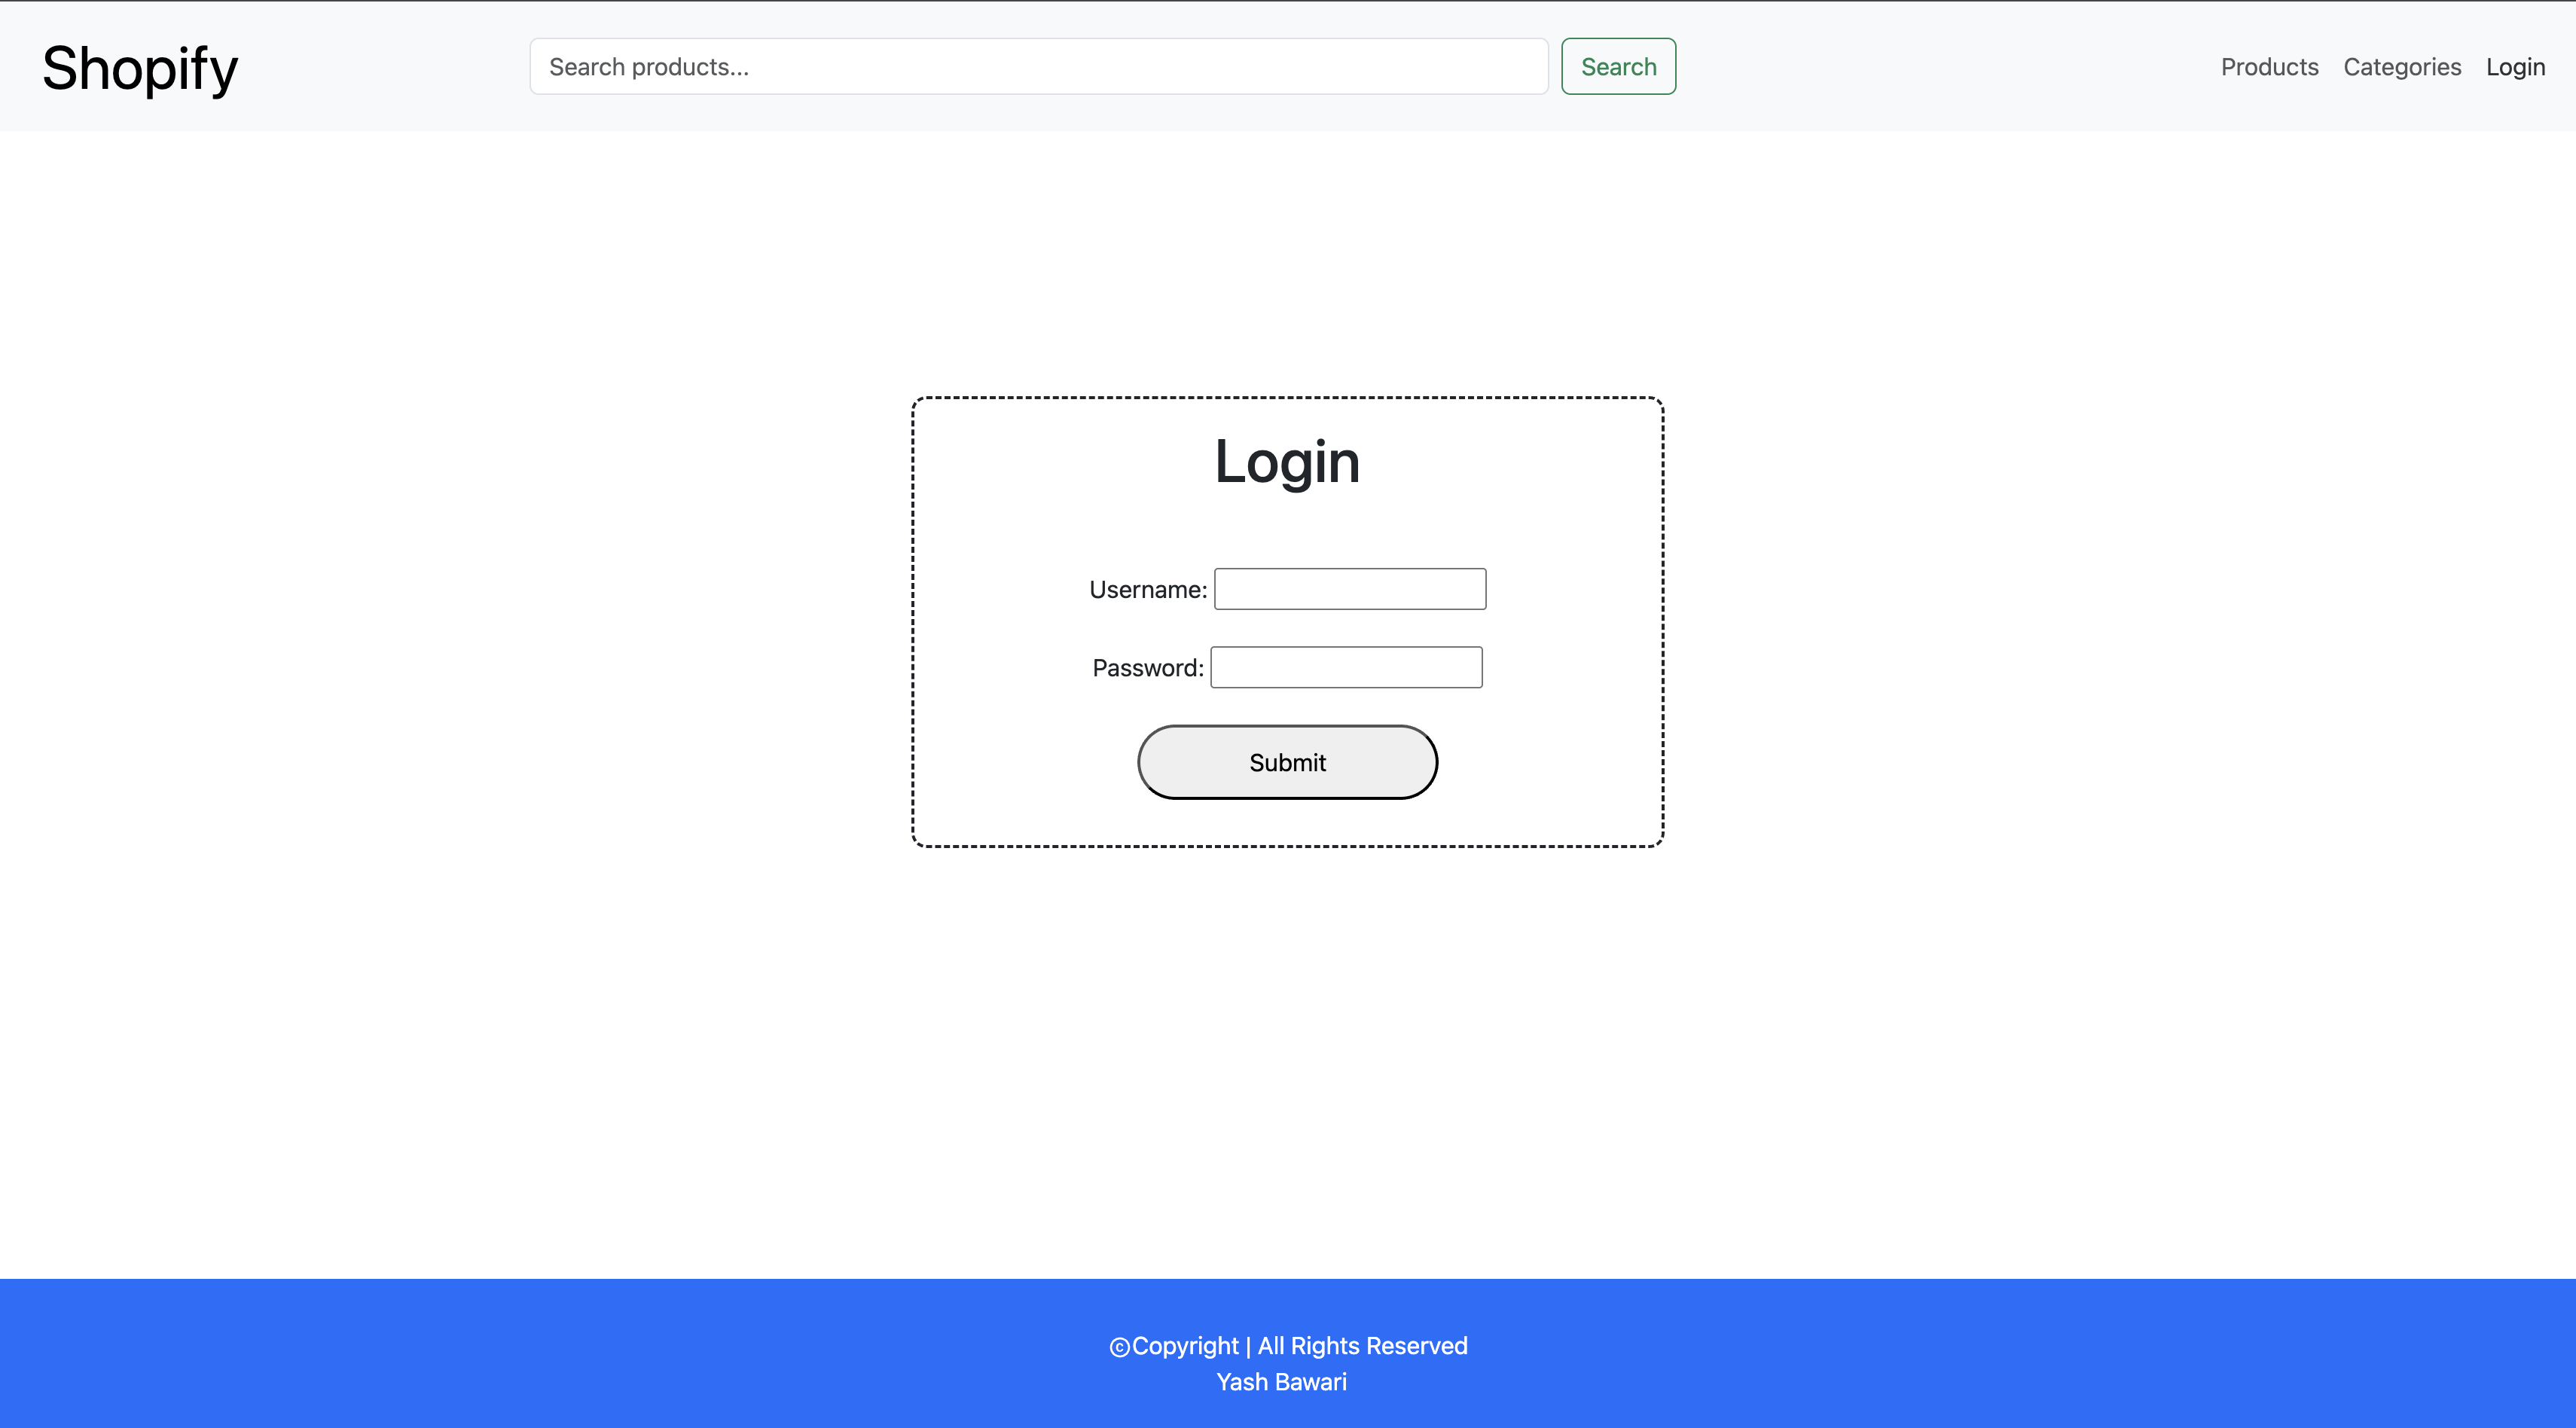 Shopify
Search products...
Search
Products
Categories
Login
Login
Username:
Password:
Submit
©Copyright | All Rights Reserved
Yash Bawari